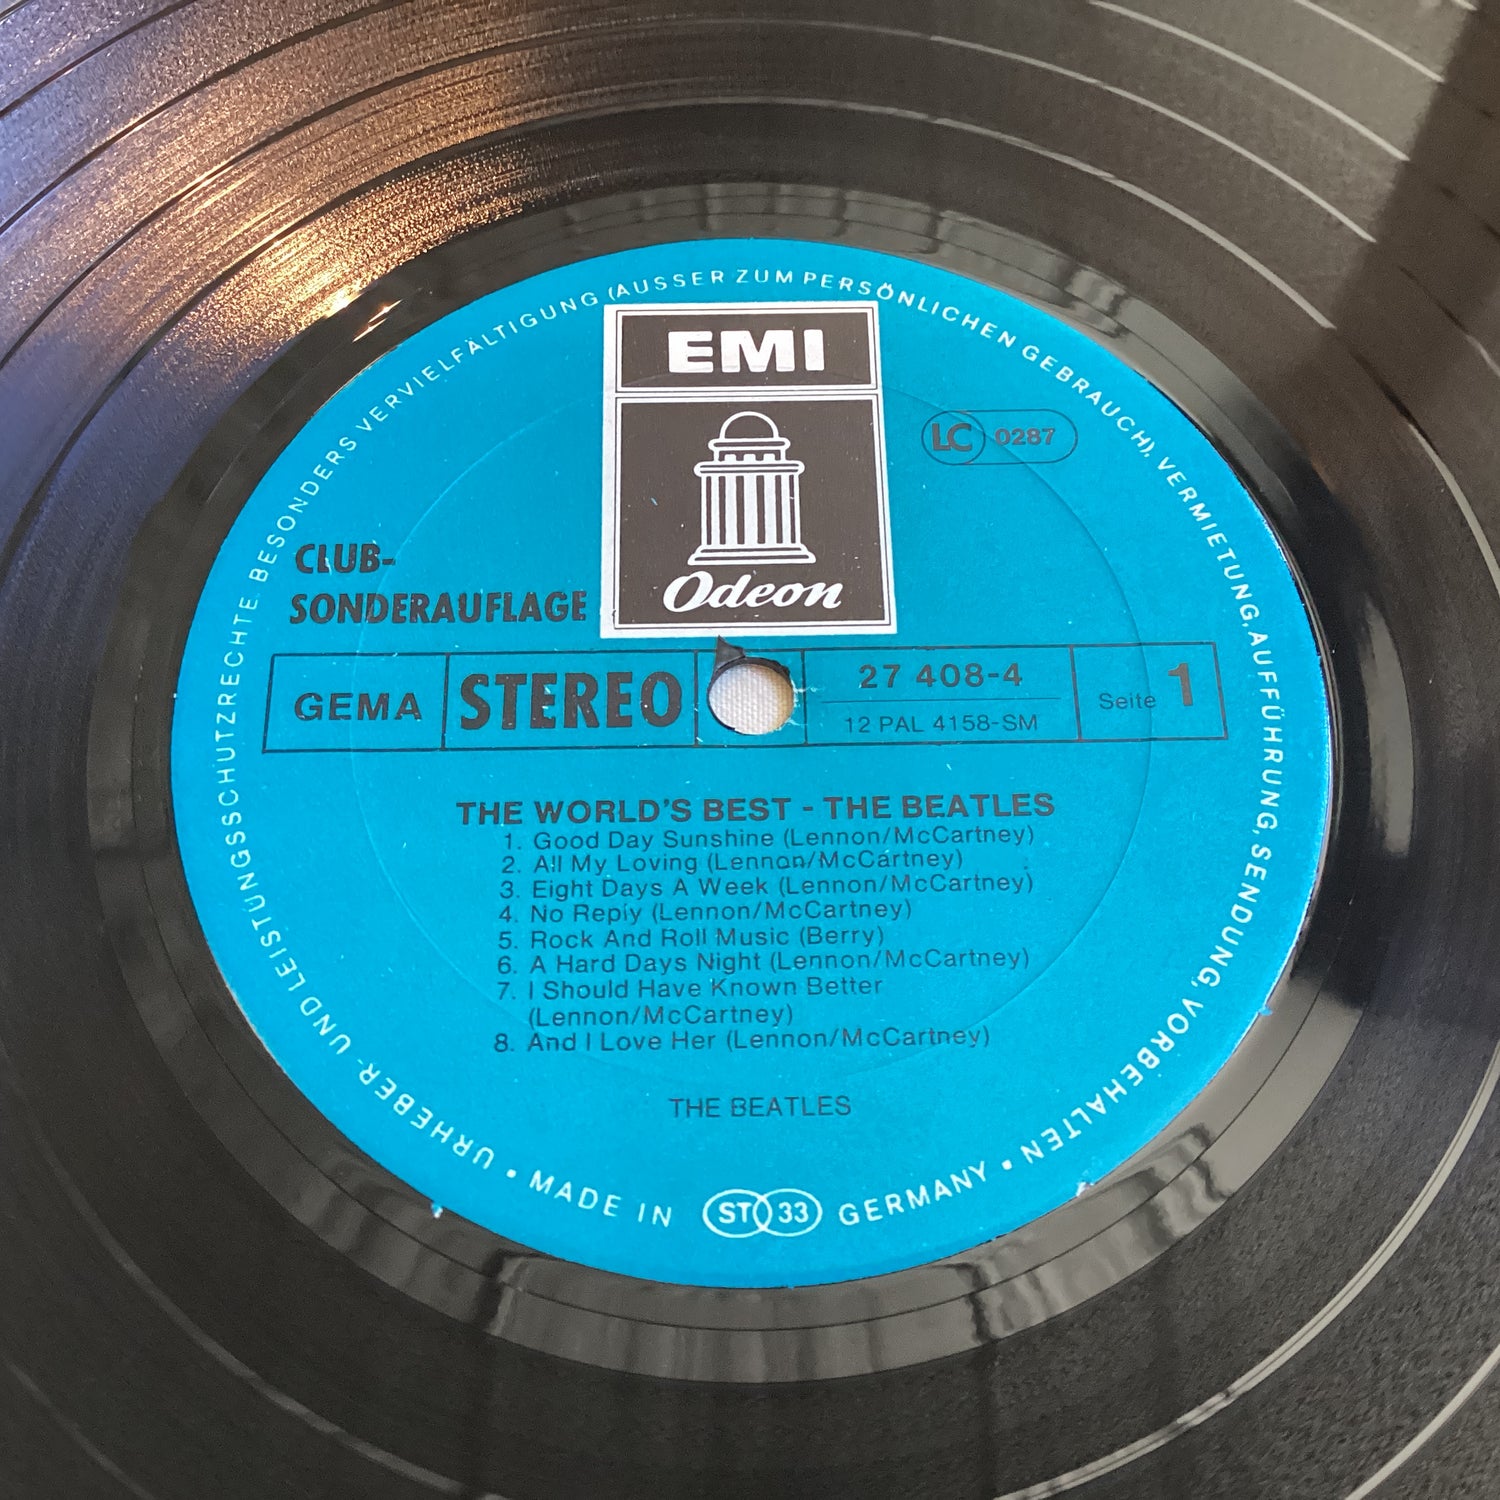 URHEBER- UND LEISTUNGSSCHUTZRECHTE BESONDERS VERVIELFÄLTIGUNG (AUSSER ZUM PERSÖNLICHEN GEBRAUCH), VERMIETUNG, AUFFÜHRUNG, SENDUNG, VORBEHALTEN
EMI
Odeon
LC 0287
CLUB-
SONDERAUFLAGE
GEMA STEREO 27 408-4 Seite 1
12 PAL 4158-SM
THE WORLD'S BEST - THE BEATLES
1. Good Day Sunshine (Lennon/McCartney)
2. All My Loving (Lennon/McCartney)
3. Eight Days A Week (Lennon/McCartney)
4. No Reply (Lennon/McCartney)
5. Rock And Roll Music (Berry)
6. A Hard Days Night (Lennon/McCartney)
7. I Should Have Known Better
(Lennon/McCartney)
8. And I Love Her (Lennon/McCartney)
THE BEATLES
• MADE IN ST 33 GERMANY •